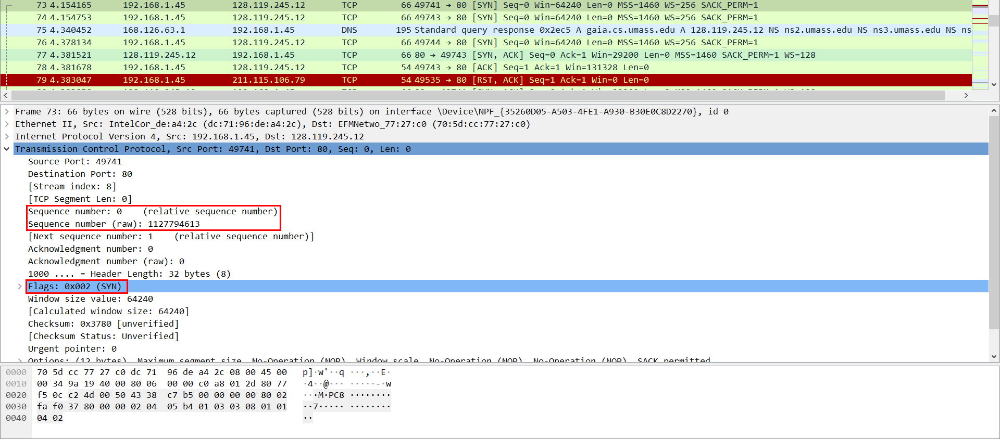 73 4.154165 192.168.1.45 128.119.245.12 TCP 66 49741 → 80 [SYN] Seq=0 Win=64240 Len=0 MSS=1460 WS=256 SACK_PERM=1
74 4.154753 192.168.1.45 128.119.245.12 TCP 66 49743 → 80 [SYN] Seq=0 Win=64240 Len=0 MSS=1460 WS=256 SACK_PERM=1
75 4.340452 168.126.63.1 192.168.1.45 DNS 195 Standard query response 0x2ec5 A gaia.cs.umass.edu A 128.119.245.12 NS ns2.umass.edu NS ns3.umass.edu NS ns
76 4.378134 192.168.1.45 128.119.245.12 TCP 66 49744 → 80 [SYN] Seq=0 Win=64240 Len=0 MSS=1460 WS=256 SACK_PERM=1
77 4.381521 128.119.245.12 192.168.1.45 TCP 66 80 → 49743 [SYN, ACK] Seq=0 Ack=1 Win=29200 Len=0 MSS=1460 SACK_PERM=1 WS=128
78 4.381678 192.168.1.45 128.119.245.12 TCP 54 49743 → 80 [ACK] Seq=1 Ack=1 Win=131328 Len=0
79 4.383047 192.168.1.45 211.115.106.79 TCP 54 49535 → 80 [RST, ACK] Seq=1 Ack=1 Win=0 Len=0
Frame 73: 66 bytes on wire (528 bits), 66 bytes captured (528 bits) on interface \Device\NPF_{35260D05-A503-4FE1-A930-B30E0C8D2270}, id 0
Ethernet II, Src: IntelCor_de:a4:2c (dc:71:96:de:a4:2c), Dst: EFMNetwo_77:27:c0 (70:5d:cc:77:27:c0)
Internet Protocol Version 4, Src: 192.168.1.45, Dst: 128.119.245.12
Transmission Control Protocol, Src Port: 49741, Dst Port: 80, Seq: 0, Len: 0
Source Port: 49741
Destination Port: 80
[Stream index: 8]
[TCP Segment Len: 0]
Sequence number: 0    (relative sequence number)
Sequence number (raw): 1127794613
[Next sequence number: 1    (relative sequence number)]
Acknowledgment number: 0
Acknowledgment number (raw): 0
1000 .... = Header Length: 32 bytes (8)
Flags: 0x002 (SYN)
Window size value: 64240
[Calculated window size: 64240]
Checksum: 0x3780 [unverified]
[Checksum Status: Unverified]
Urgent pointer: 0
Options: (12 bytes), Maximum segment size, No-Operation (NOP), Window scale, No-Operation (NOP), No-Operation (NOP), SACK permitted
0000 70 5d cc 77 27 c0 dc 71 96 de a4 2c 08 00 45 00 p]·w'··q ···,··E·
0010 00 34 9a 19 40 00 80 06 00 00 c0 a8 01 2d 80 77 ·4··@··· ·····-·w
0020 f5 0c c2 4d 00 50 43 38 c7 b5 00 00 00 00 80 02 ···M·PC8 ········
0030 fa f0 37 80 00 00 02 04 05 b4 01 03 03 08 01 01 ··7····· ········
0040 04 02 ··